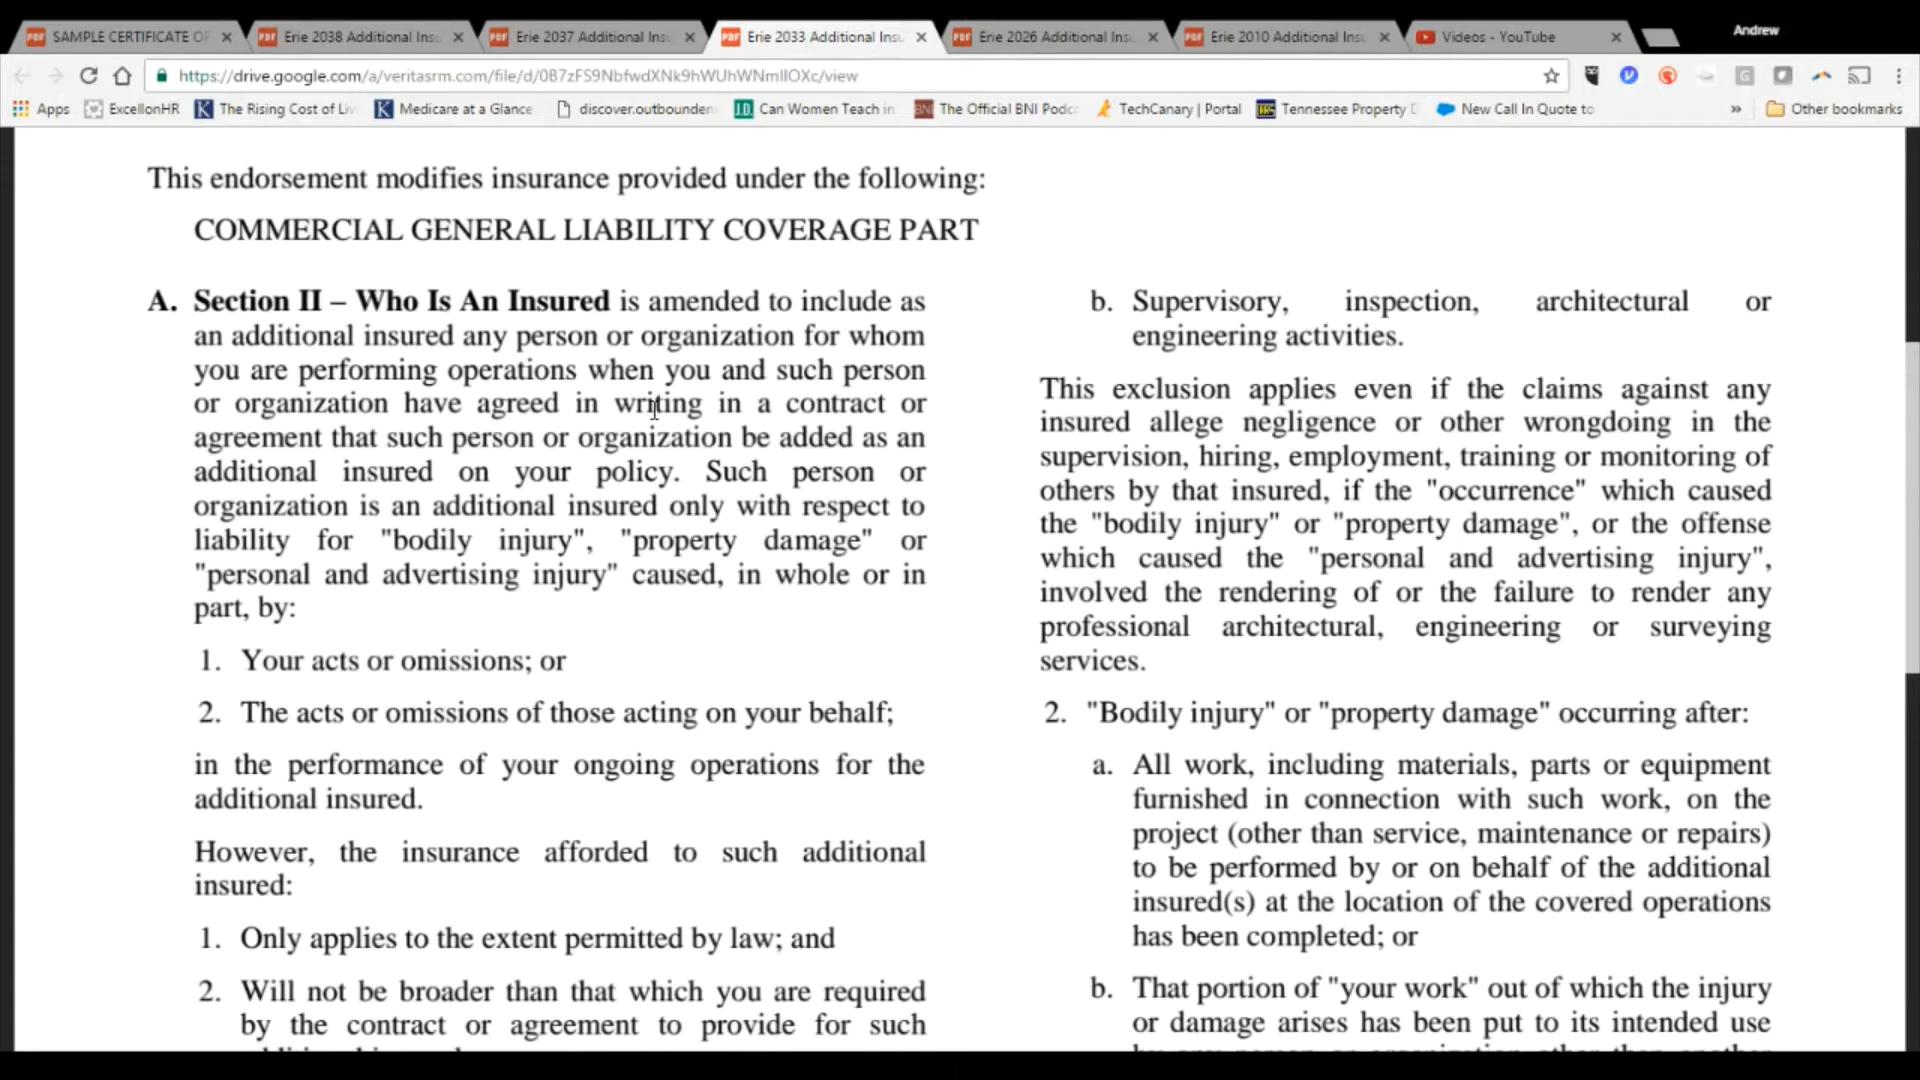 SAMPLE CERTIFICATE OF
Erie 2038 Additional Insu
Erie 2037 Additional Insu
Erie 2033 Additional Insu
Erie 2026 Additional Insu
Erie 2010 Additional Insu
Videos - YouTube
Andrew
https://drive.google.com/a/veritasrm.com/file/d/0B7zFS9NbfwdXNk9hWUhWNmlIOXc/view
Apps
ExcellonHR
The Rising Cost of Liv
Medicare at a Glance
discover.outbounden
Can Women Teach in
The Official BNI Podc
TechCanary | Portal
Tennessee Property D
New Call In Quote to
»
Other bookmarks
This endorsement modifies insurance provided under the following:
COMMERCIAL GENERAL LIABILITY COVERAGE PART
A. Section II – Who Is An Insured is amended to include as
an additional insured any person or organization for whom
you are performing operations when you and such person
or organization have agreed in writing in a contract or
agreement that such person or organization be added as an
additional insured on your policy. Such person or
organization is an additional insured only with respect to
liability for "bodily injury", "property damage" or
"personal and advertising injury" caused, in whole or in
part, by:
1. Your acts or omissions; or
2. The acts or omissions of those acting on your behalf;
in the performance of your ongoing operations for the
additional insured.
However, the insurance afforded to such additional
insured:
1. Only applies to the extent permitted by law; and
2. Will not be broader than that which you are required
by the contract or agreement to provide for such
b. Supervisory, inspection, architectural or
engineering activities.
This exclusion applies even if the claims against any
insured allege negligence or other wrongdoing in the
supervision, hiring, employment, training or monitoring of
others by that insured, if the "occurrence" which caused
the "bodily injury" or "property damage", or the offense
which caused the "personal and advertising injury",
involved the rendering of or the failure to render any
professional architectural, engineering or surveying
services.
2. "Bodily injury" or "property damage" occurring after:
a. All work, including materials, parts or equipment
furnished in connection with such work, on the
project (other than service, maintenance or repairs)
to be performed by or on behalf of the additional
insured(s) at the location of the covered operations
has been completed; or
b. That portion of "your work" out of which the injury
or damage arises has been put to its intended use